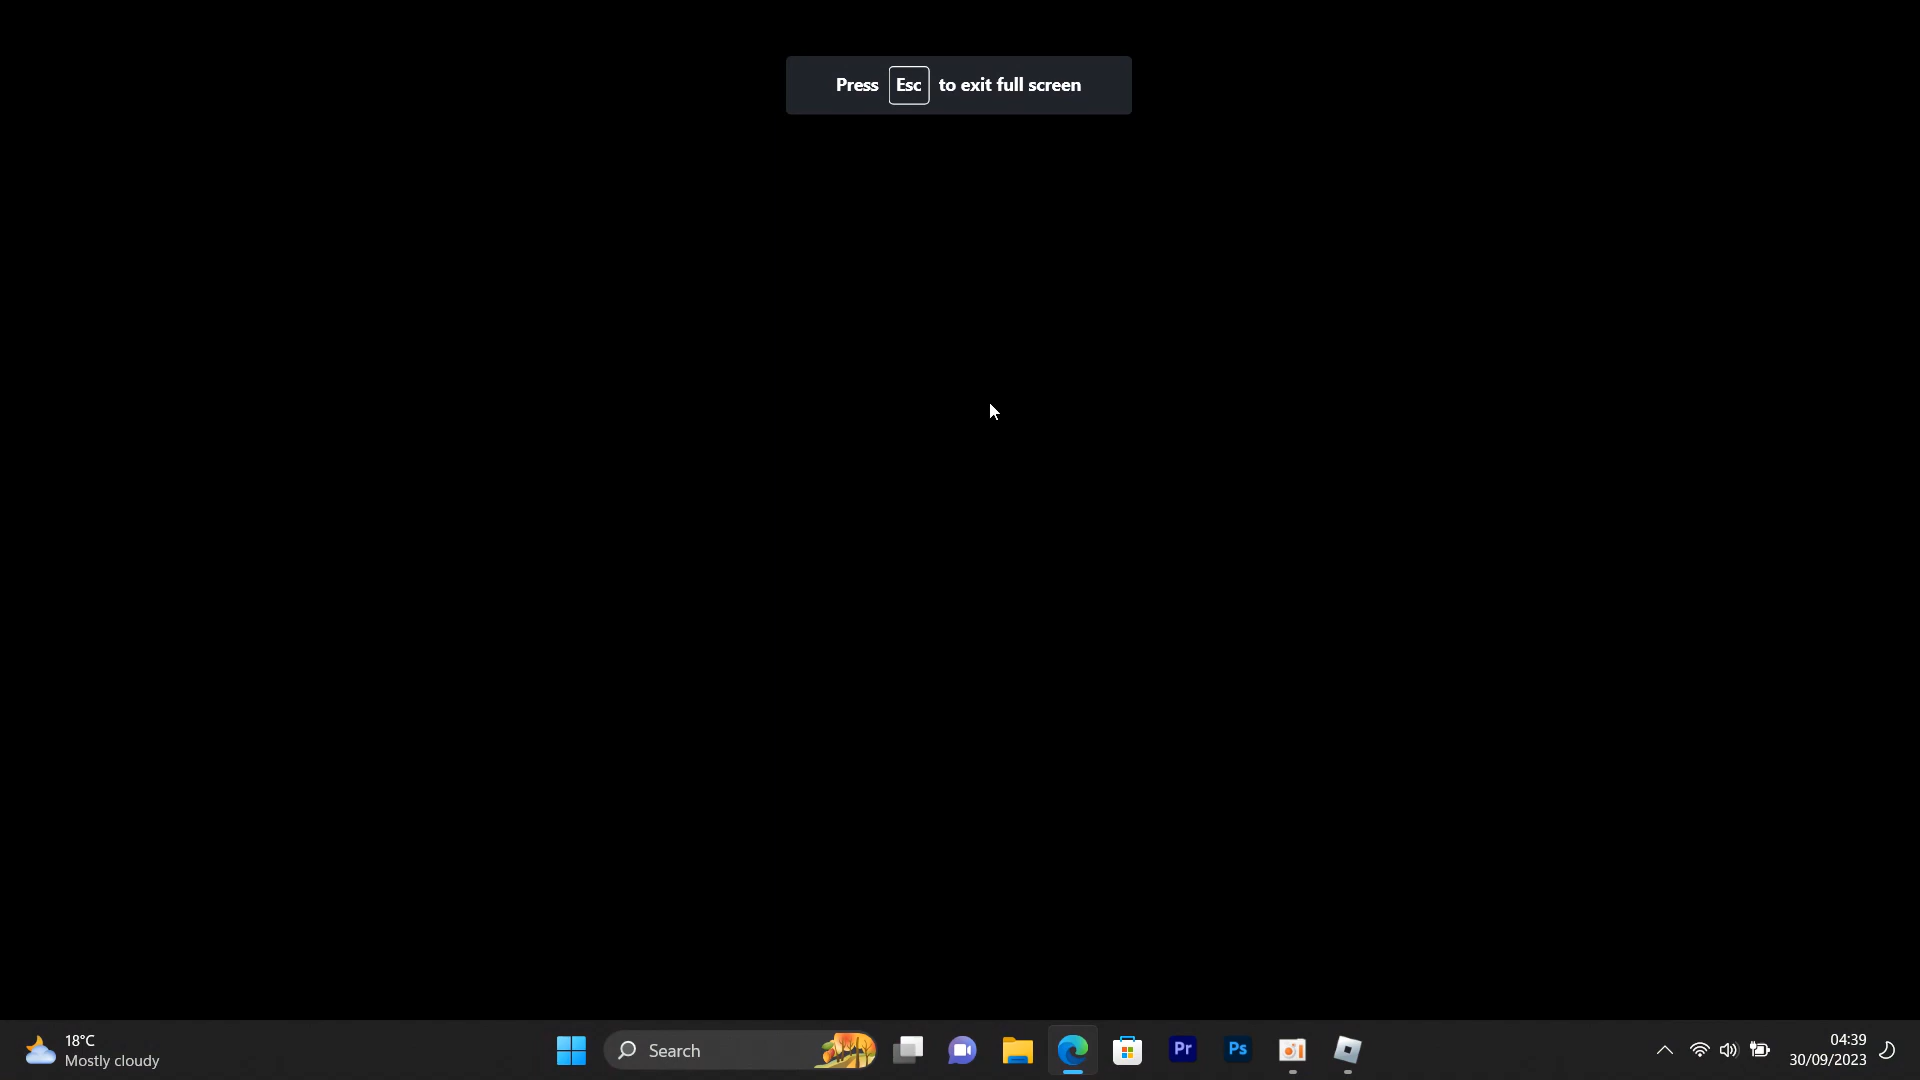 Press Esc to exit full screen
18°C
Mostly cloudy
Search
Pr
Ps
04:39
30/09/2023